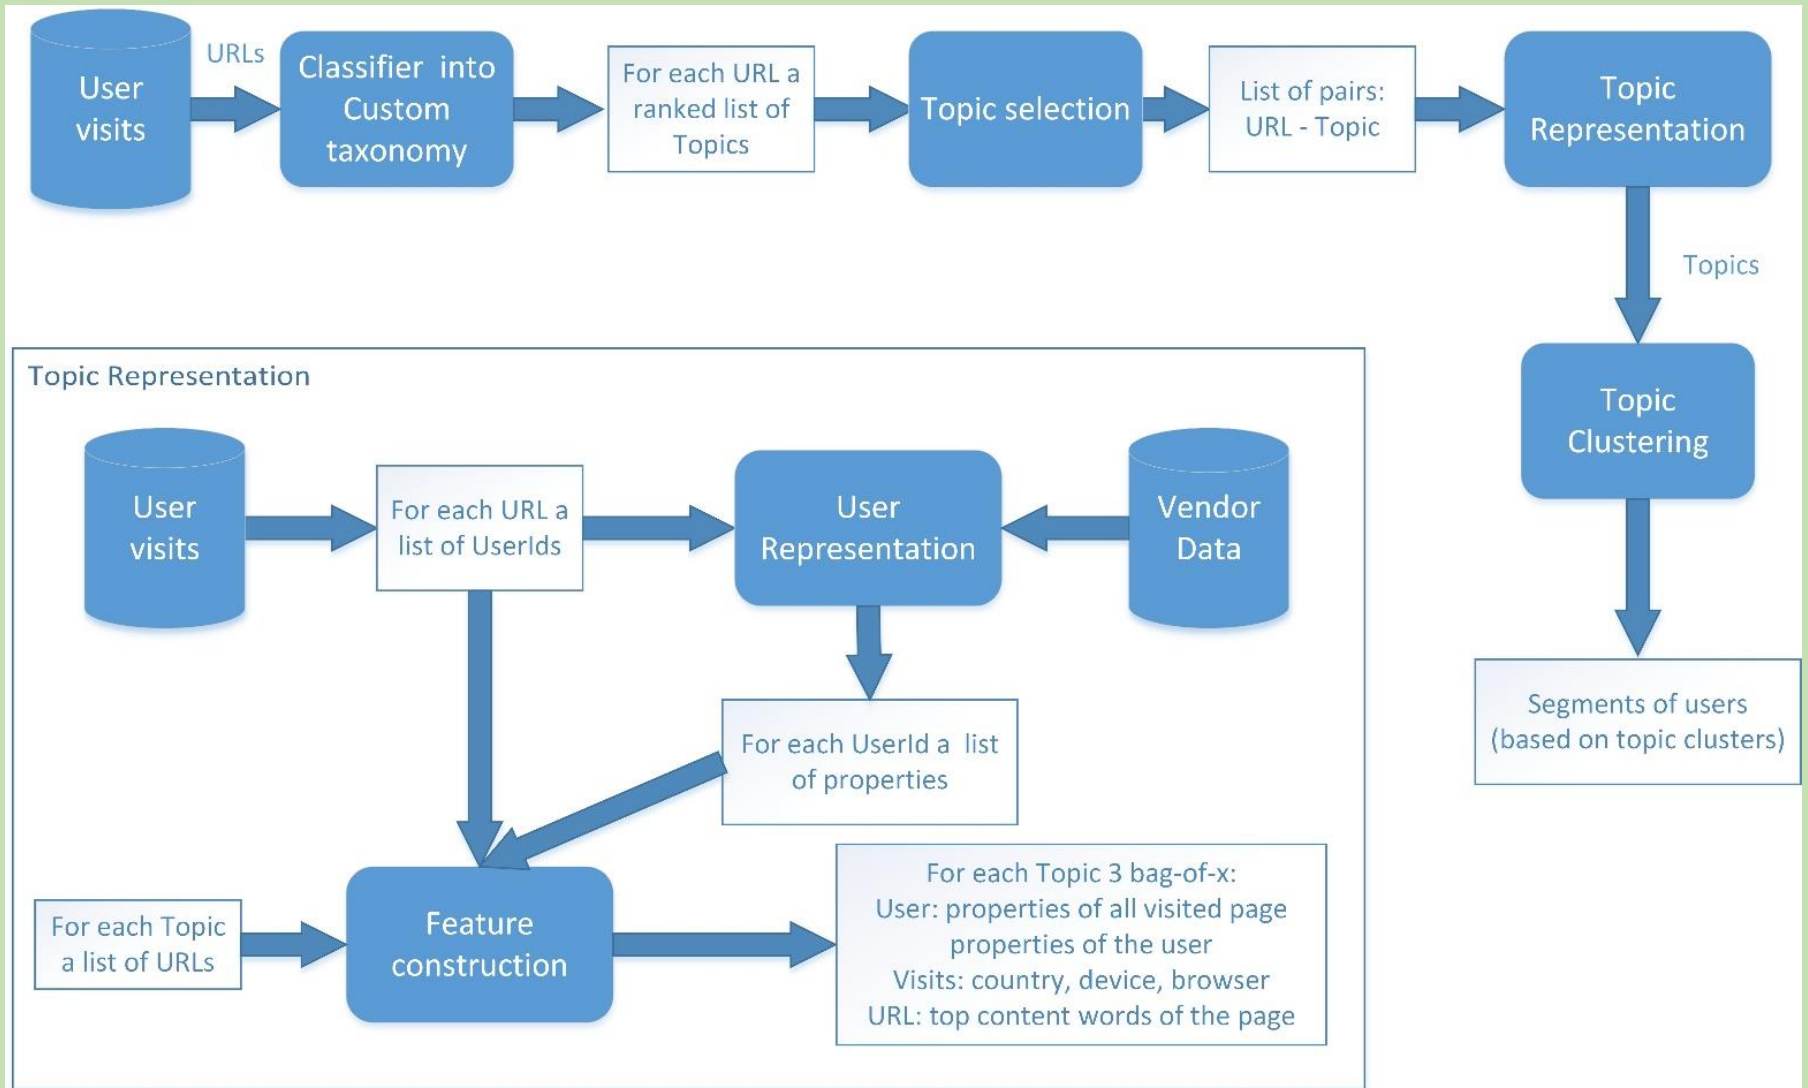 User
visits
URLs
Classifier into
Custom
taxonomy
For each URL a
ranked list of
Topics
Topic selection
List of pairs:
URL - Topic
Topic
Representation
Topics
Topic
Clustering
Segments of users
(based on topic clusters)
Topic Representation
User
visits
For each URL a
list of UserIds
User
Representation
Vendor
Data
For each UserId a list
of properties
For each Topic
a list of URLs
Feature
construction
For each Topic 3 bag-of-x:
User: properties of all visited page
properties of the user
Visits: country, device, browser
URL: top content words of the page